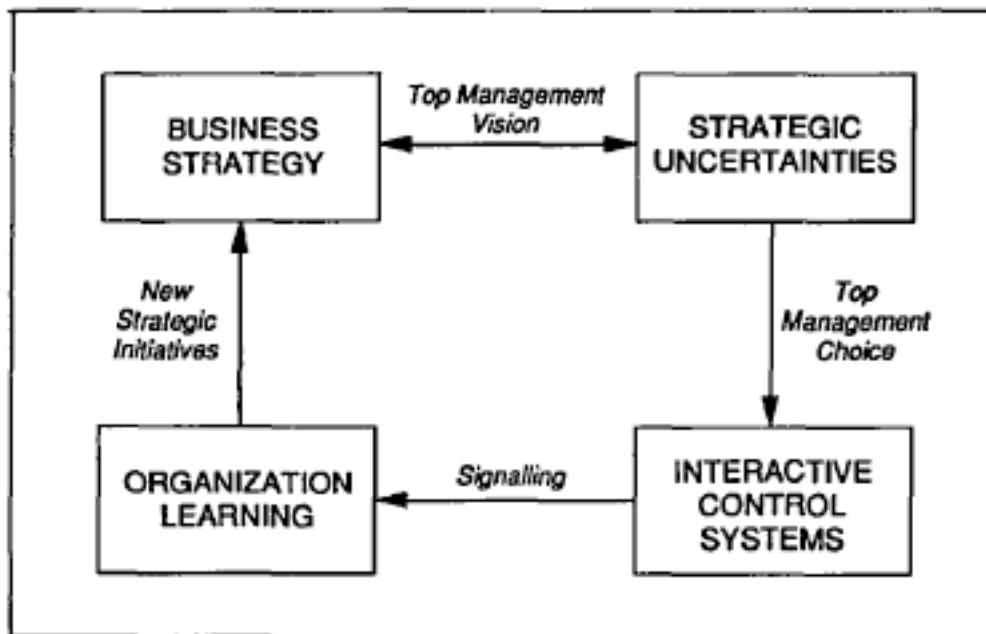 BUSINESS
STRATEGY
Top Management
Vision
STRATEGIC
UNCERTAINTIES
New
Strategic
Initiatives
Top
Management
Choice
ORGANIZATION
LEARNING
Signalling
INTERACTIVE
CONTROL
SYSTEMS